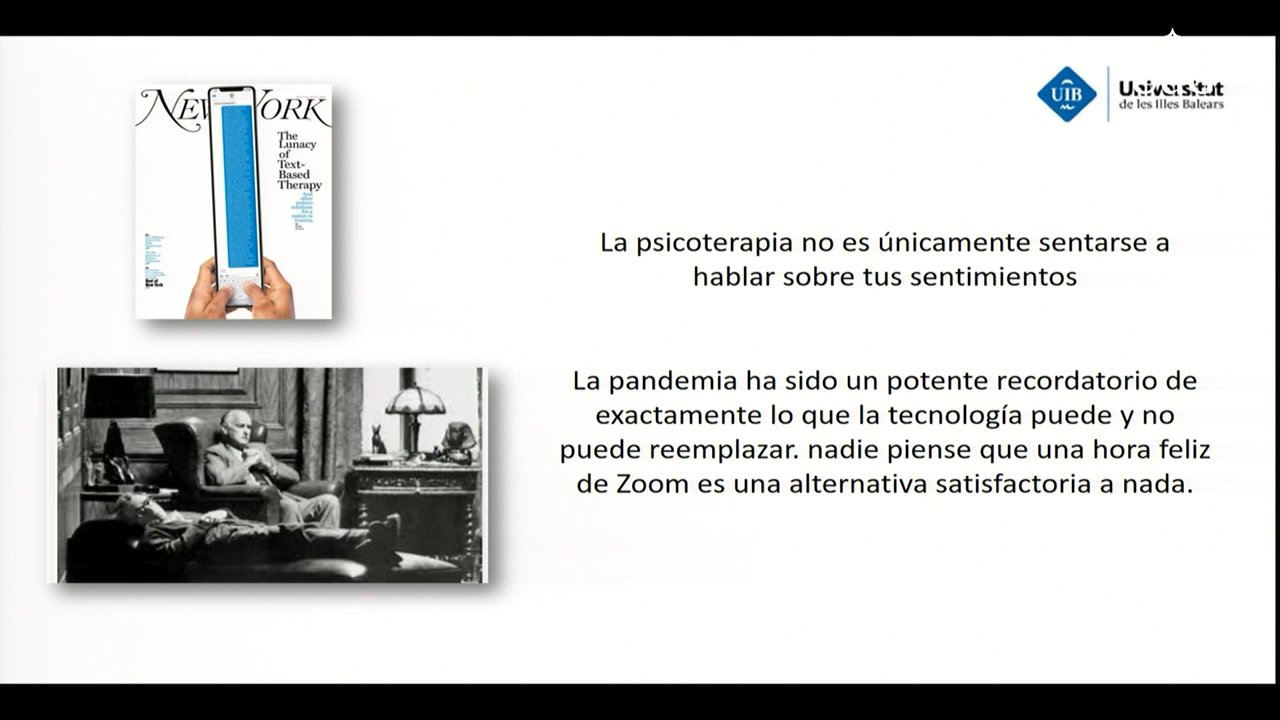 NEW YORK
The
Lunacy
of
Text-
Based
Therapy
UIB
Universitat
de les Illes Balears
La psicoterapia no es únicamente sentarse a
hablar sobre tus sentimientos
La pandemia ha sido un potente recordatorio de
exactamente lo que la tecnología puede y no
puede reemplazar. nadie piense que una hora feliz
de Zoom es una alternativa satisfactoria a nada.